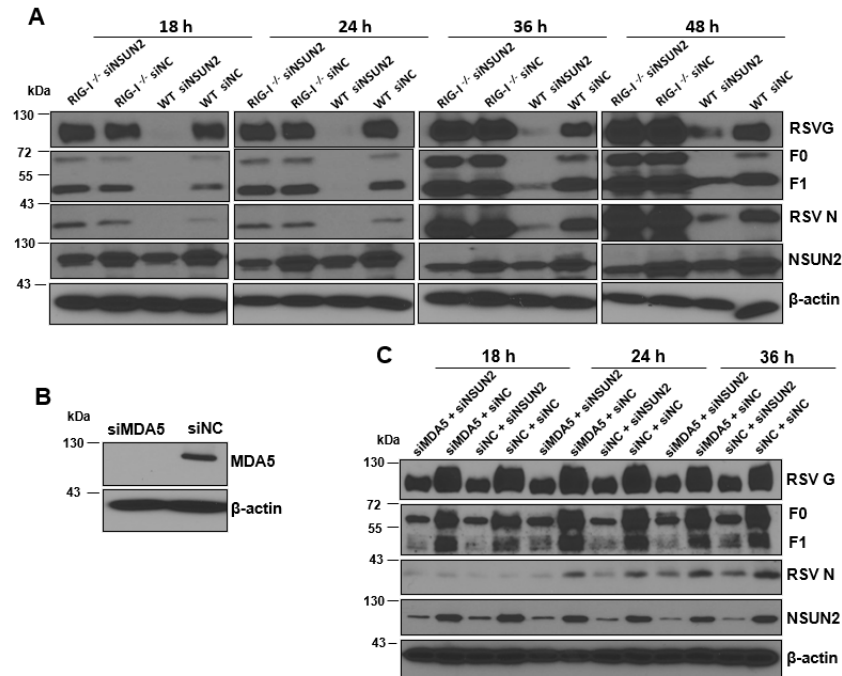 A
18 h
24 h
36 h
48 h
RIG-I -/- siNSUN2
RIG-I -/- siNC
WT siNSUN2
WT siNC
RIG-I -/- siNSUN2
RIG-I -/- siNC
WT siNSUN2
WT siNC
RIG-I -/- siNSUN2
RIG-I -/- siNC
WT siNSUN2
WT siNC
RIG-I -/- siNSUN2
RIG-I -/- siNC
WT siNSUN2
WT siNC
kDa
130
RSVG
72
F0
55
F1
43
RSV N
130
NSUN2
43
β-actin
B
kDa
siMDA5
siNC
130
MDA5
43
β-actin
C
18 h
24 h
36 h
siMDA5 + siNSUN2
siMDA5 + siNC
siNC + siNSUN2
siNC + siNC
siMDA5 + siNSUN2
siMDA5 + siNC
siNC + siNSUN2
siNC + siNC
siMDA5 + siNSUN2
siMDA5 + siNC
siNC + siNSUN2
siNC + siNC
kDa
130
RSV G
72
F0
55
F1
43
RSV N
130
NSUN2
43
β-actin